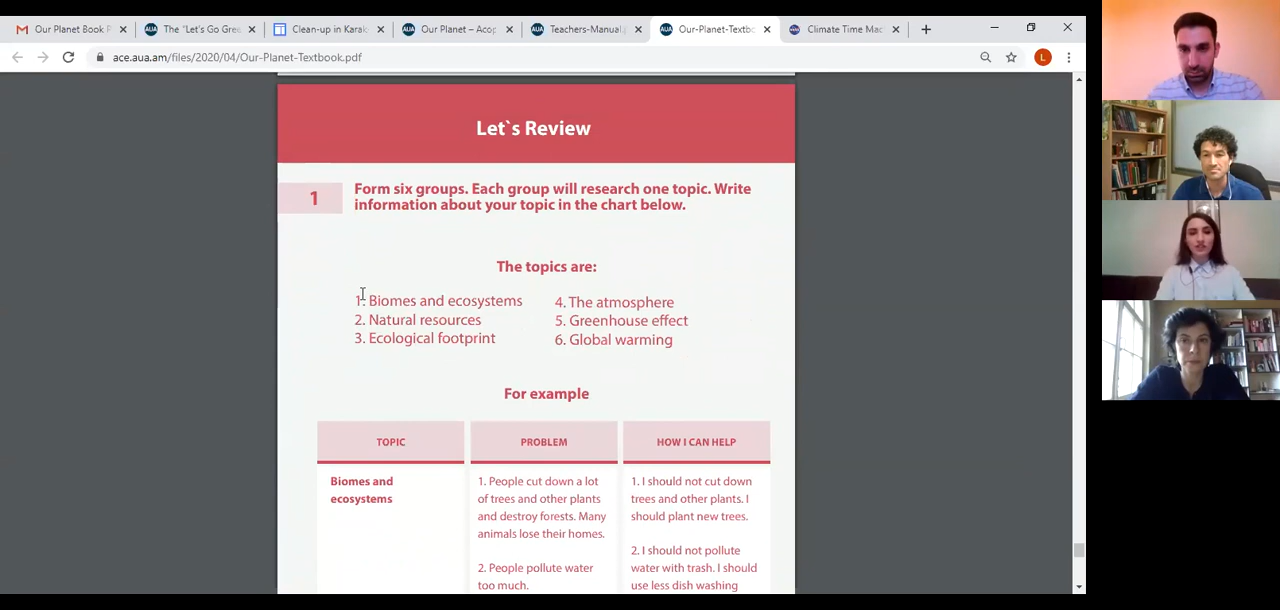 Our Planet Book P
The "Let's Go Gree
Clean-up in Karak
Our Planet – Acop
Teachers-Manual.
Our-Planet-Textbo
Climate Time Mac
ace.aua.am/files/2020/04/Our-Planet-Textbook.pdf
L
Let`s Review
1
Form six groups. Each group will research one topic. Write
information about your topic in the chart below.
The topics are:
1. Biomes and ecosystems
2. Natural resources
3. Ecological footprint
4. The atmosphere
5. Greenhouse effect
6. Global warming
For example
TOPIC
PROBLEM
HOW I CAN HELP
Biomes and
ecosystems
1. People cut down a lot
of trees and other plants
and destroy forests. Many
animals lose their homes.
2. People pollute water
too much.
1. I should not cut down
trees and other plants. I
should plant new trees.
2. I should not pollute
water with trash. I should
use less dish washing